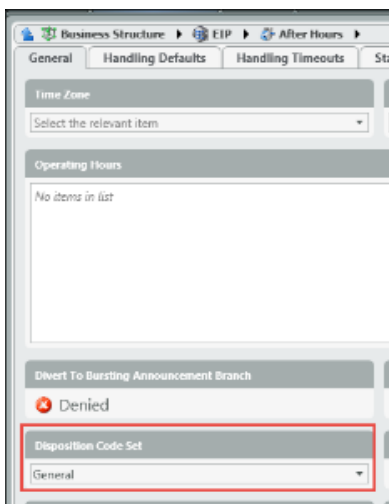 Business Structure EIP After Hours
General Handling Defaults Handling Timeouts Sta
Time Zone
Select the relevant item
Operating Hours
No items in list
Divert To Bursting Announcement Branch
Denied
Disposition Code Set
General